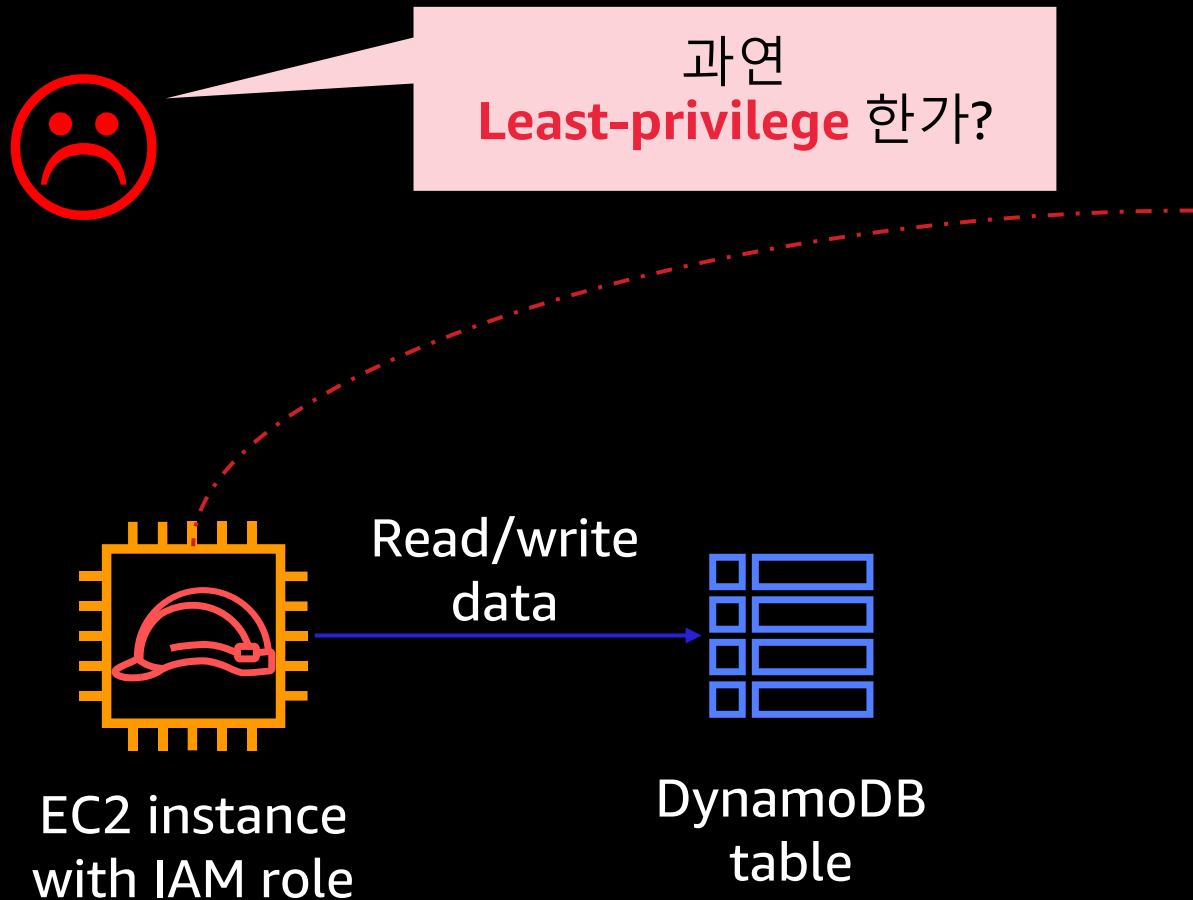 과연
Least-privilege 한가?
Read/write
data
EC2 instance
with IAM role
DynamoDB
table